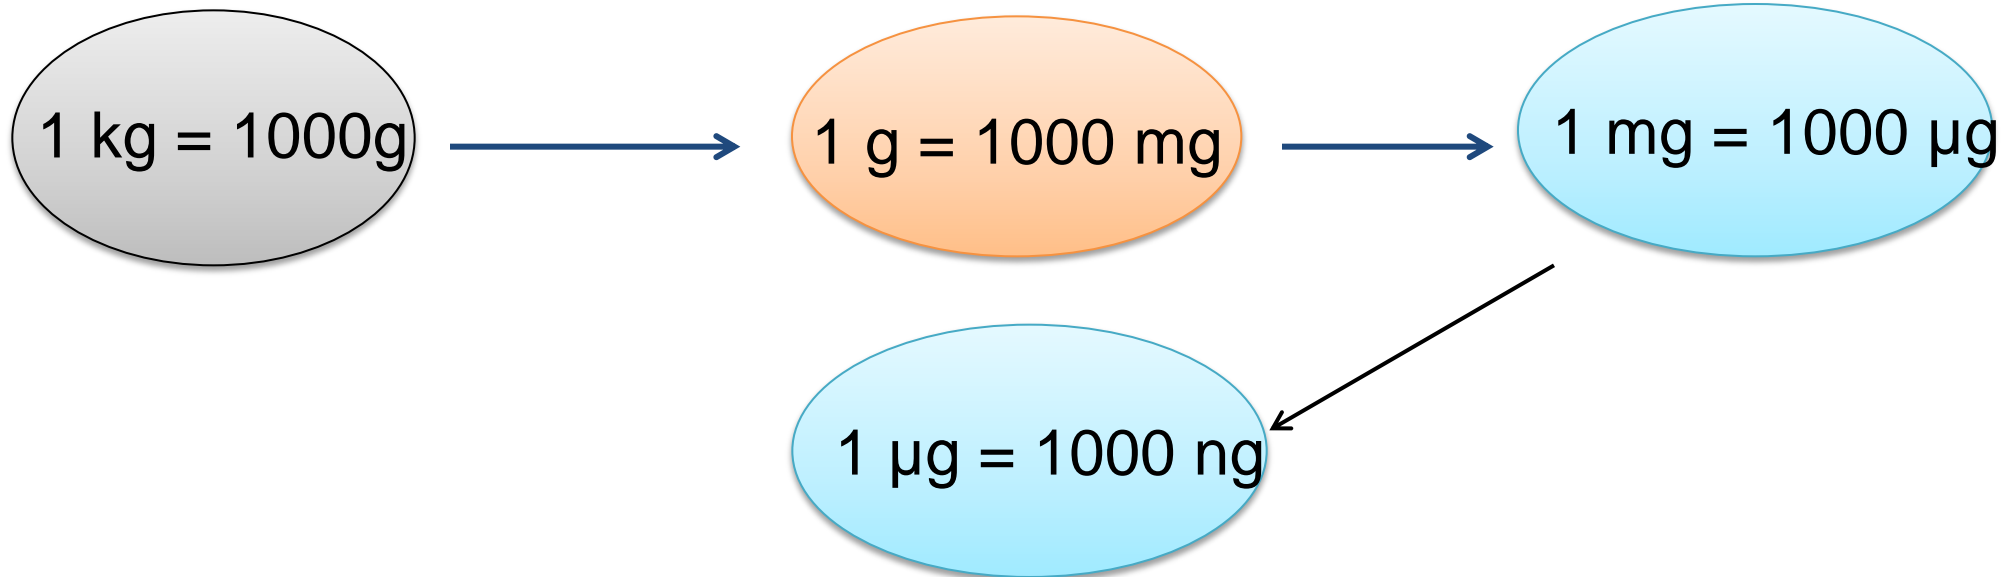 1 kg = 1000g
1 g = 1000 mg
1 mg = 1000 µg
1 µg = 1000 ng